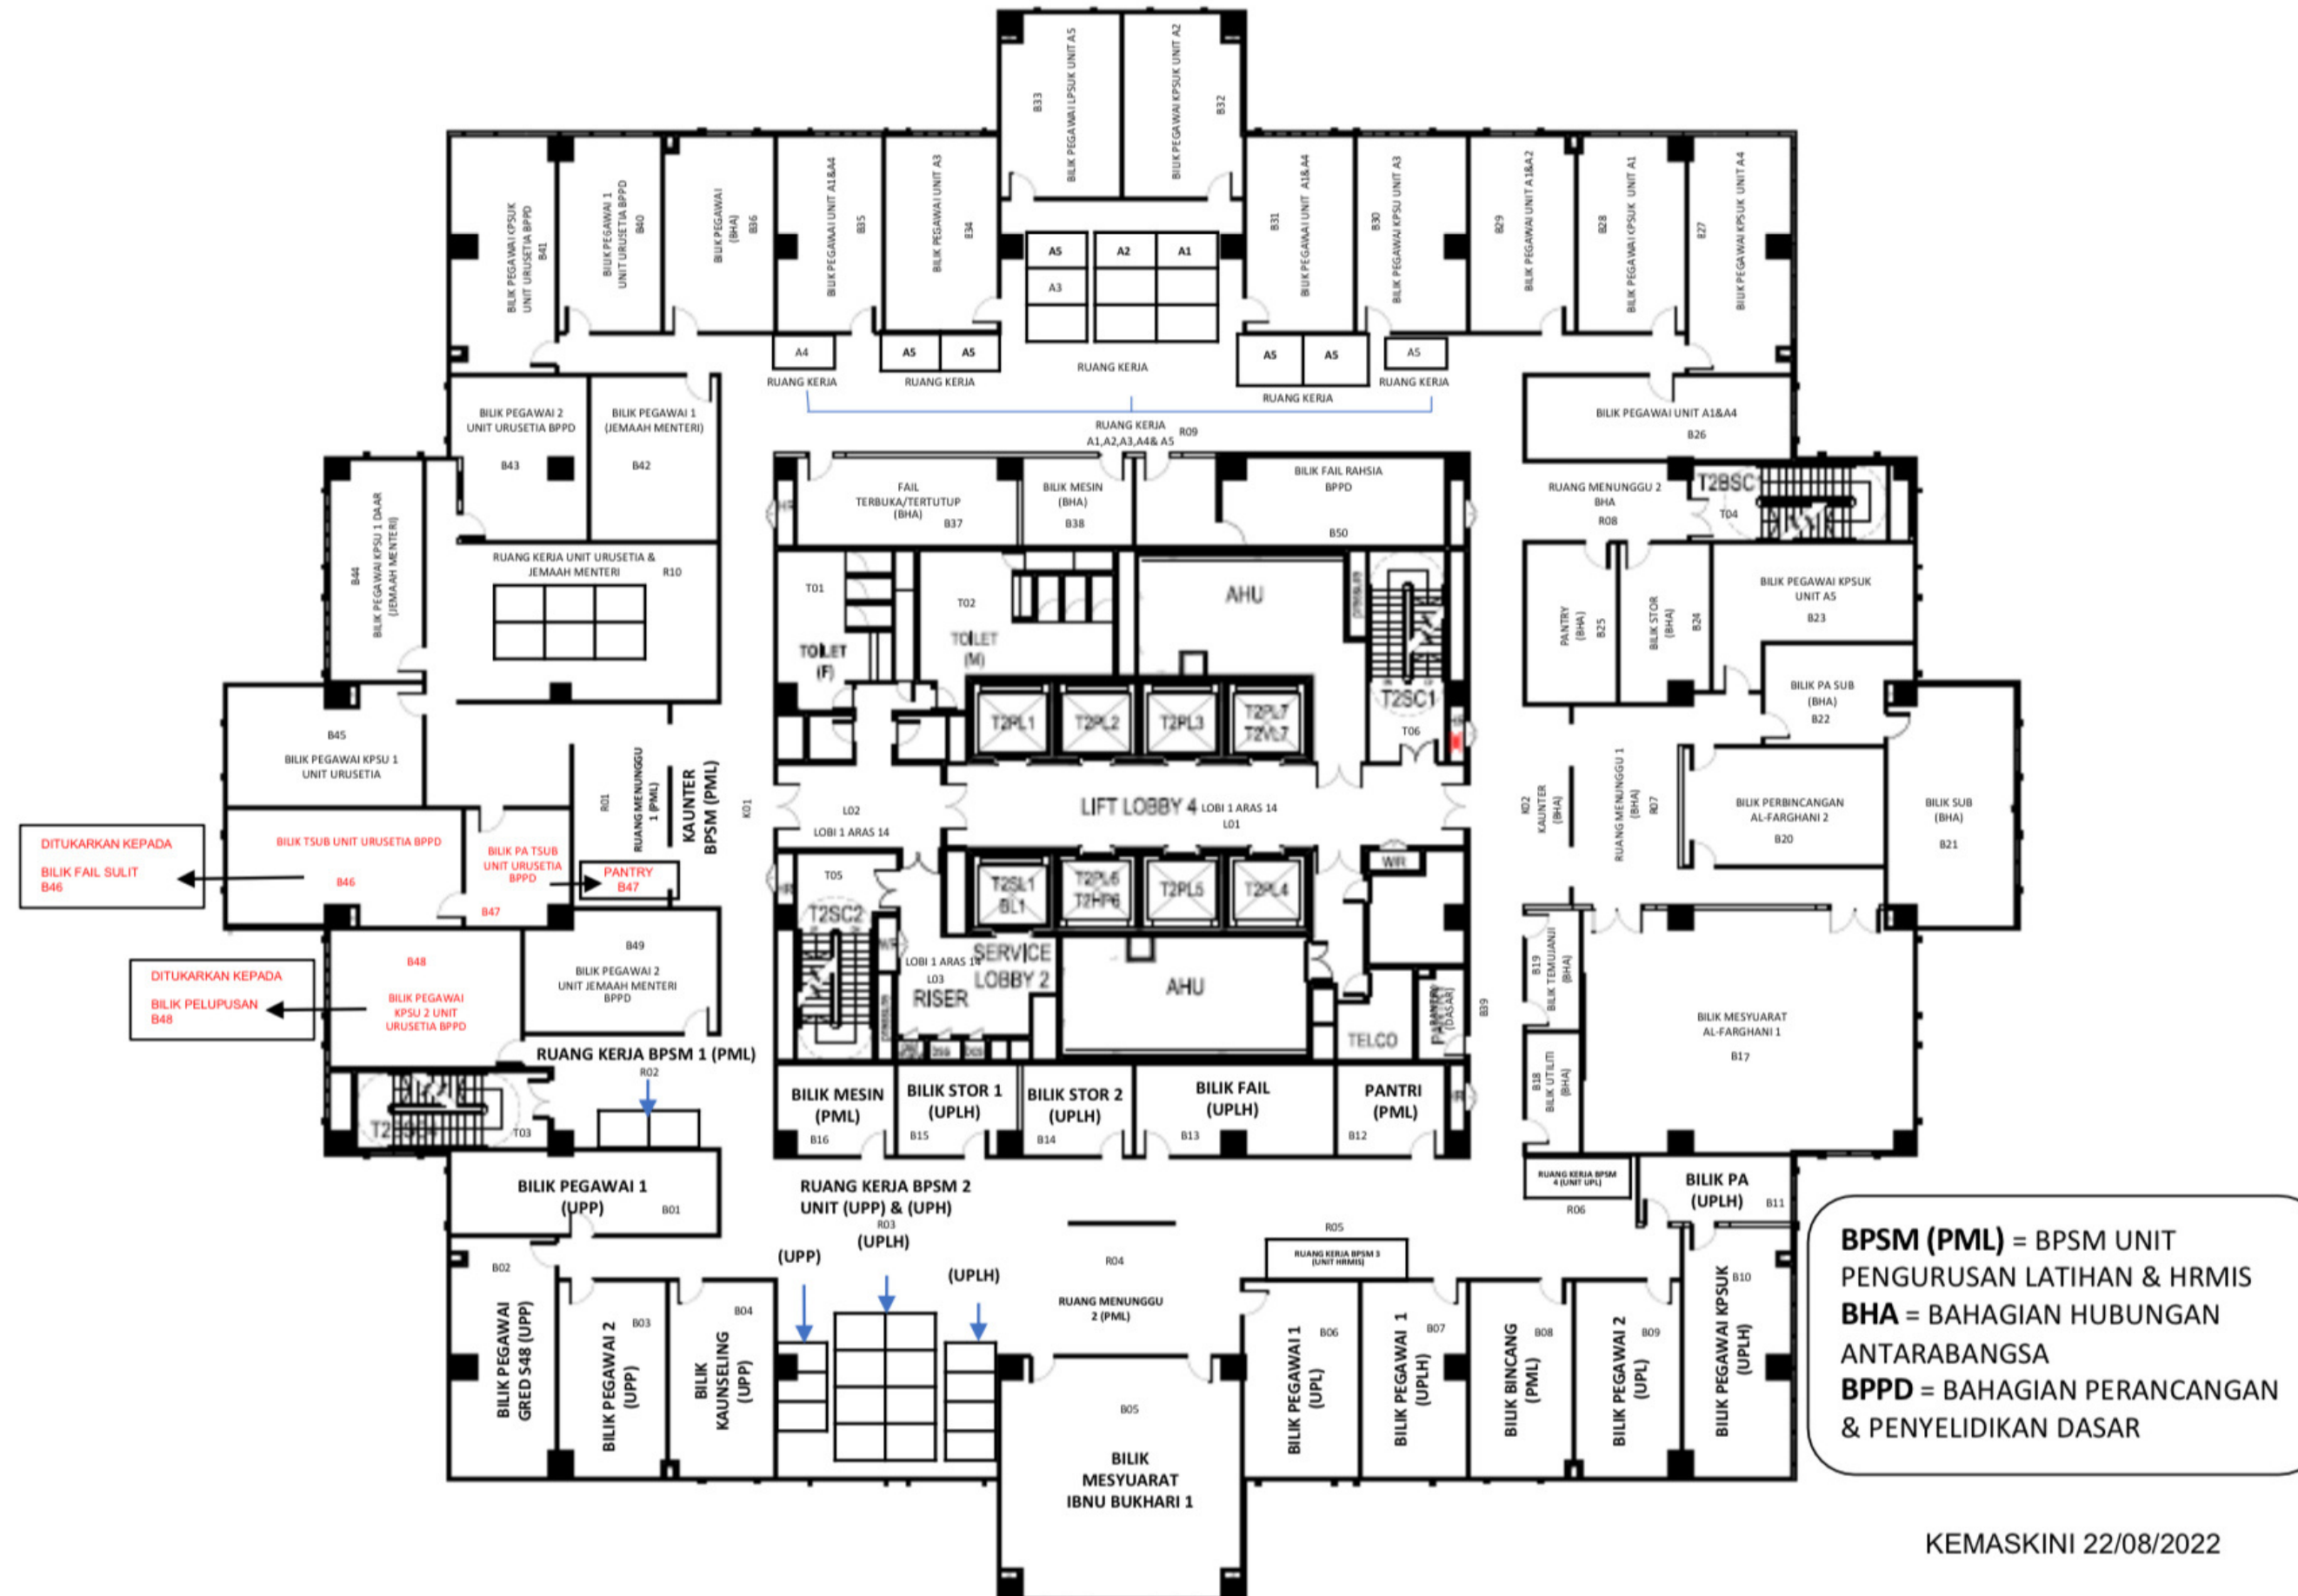 BILIK PEGAWAI LPSUK UNIT A5
B33
BILIK PEGAWAI KPSUK UNIT A2
B32
BILIK PEGAWAI KPSUK
UNIT URUSETIA BPPD
B41
BILIK PEGAWAI 1
UNIT URUSETIA BPPD
B40
BILIK PEGAWAI
(BHA)
B36
BILIK PEGAWAI UNIT A1&A4
B35
BILIK PEGAWAI UNIT A3
B34
BILIK PEGAWAI UNIT A1&A4
B31
BILIK PEGAWAI KPSU UNIT A3
B30
BILIK PEGAWAI UNIT A1&A2
B29
BILIK PEGAWAI KPSUK UNIT A1
B28
BILIK PEGAWAI KPSUK UNIT A4
B27
A5
A2
A1
A3
A4
A5
A5
A5
A5
A5
RUANG KERJA
RUANG KERJA
RUANG KERJA
RUANG KERJA
RUANG KERJA
RUANG KERJA
A1,A2,A3,A4& A5
R09
BILIK PEGAWAI 2
UNIT URUSETIA BPPD
B43
BILIK PEGAWAI 1
(JEMAAH MENTERI)
B42
BILIK PEGAWAI UNIT A1&A4
B26
B44
BILIK PEGAWAI KPSU 1 DAAR
(JEMAAH MENTERI)
FAIL
TERBUKA/TERTUTUP
(BHA)
B37
BILIK MESIN
(BHA)
B38
BILIK FAIL RAHSIA
BPPD
B50
RUANG MENUNGGU 2
BHA
R08
T2BSC
T04
HR
RUANG KERJA UNIT URUSETIA &
JEMAAH MENTERI
R10
T01
TOILET
(F)
T02
TOILET
(M)
AHU
T2SC1
T06
PANTRY
(BHA)
B25
BILIK STOR
(BHA)
B24
BILIK PEGAWAI KPSUK
UNIT A5
B23
BILIK PA SUB
(BHA)
B22
T2PL1
T2PL2
T2PL3
T2PL7
T2VL7
HR
B45
BILIK PEGAWAI KPSU 1
UNIT URUSETIA
R01
RUANG MENUNGGU
1 (PML)
KAUNTER
BPSM (PML)
K01
L02
LOBI 1 ARAS 14
LIFT LOBBY 4
LOBI 1 ARAS 14
L01
K02
KAUNTER
(BHA)
RUANG MENUNGGU 1
(BHA)
R07
BILIK PERBINCANGAN
AL-FARGHANI 2
B20
BILIK SUB
(BHA)
B21
DITUKARKAN KEPADA
BILIK FAIL SULIT
B46
BILIK TSUB UNIT URUSETIA BPPD
B46
BILIK PA TSUB
UNIT URUSETIA
BPPD
B47
PANTRY
B47
HR
T05
T2SC2
T2SL1
BL1
T2PL6
T2HP6
T2PL5
T2PL4
WR
WR
DITUKARKAN KEPADA
BILIK PELUPUSAN
B48
B48
BILIK PEGAWAI
KPSU 2 UNIT
URUSETIA BPPD
B49
BILIK PEGAWAI 2
UNIT JEMAAH MENTERI
BPPD
LOBI 1 ARAS 14
L03
SERVICE
LOBBY 2
RISER
DSS
AHU
TELCO
(DASAR)
B39
B19
BILIK TEMUJANJI
(BHA)
B18
BILIK UTILITI
(BHA)
BILIK MESYUARAT
AL-FARGHANI 1
B17
RUANG KERJA BPSM 1 (PML)
R02
T03
BILIK MESIN
(PML)
B16
BILIK STOR 1
(UPLH)
B15
BILIK STOR 2
(UPLH)
B14
BILIK FAIL
(UPLH)
B13
PANTRI
(PML)
B12
HR
BILIK PEGAWAI 1
(UPP)
B01
RUANG KERJA BPSM 2
UNIT (UPP) & (UPH)
R03
(UPLH)
(UPP)
(UPLH)
R04
RUANG MENUNGGU
2 (PML)
R05
RUANG KERJA BPSM 3
(UNIT HRMIS)
RUANG KERJA BPSM
4 (UNIT UPL)
R06
BILIK PA
(UPLH)
B11
B02
BILIK PEGAWAI
GRED S48 (UPP)
B03
BILIK PEGAWAI 2
(UPP)
B04
BILIK
KAUNSELING
(UPP)
B05
BILIK
MESYUARAT
IBNU BUKHARI 1
B06
BILIK PEGAWAI 1
(UPL)
B07
BILIK PEGAWAI 1
(UPLH)
B08
BILIK BINCANG
(PML)
B09
BILIK PEGAWAI 2
(UPL)
B10
BILIK PEGAWAI KPSUK
(UPLH)
BPSM (PML) = BPSM UNIT
PENGURUSAN LATIHAN & HRMIS
BHA = BAHAGIAN HUBUNGAN
ANTARABANGSA
BPPD = BAHAGIAN PERANCANGAN
& PENYELIDIKAN DASAR
KEMASKINI 22/08/2022